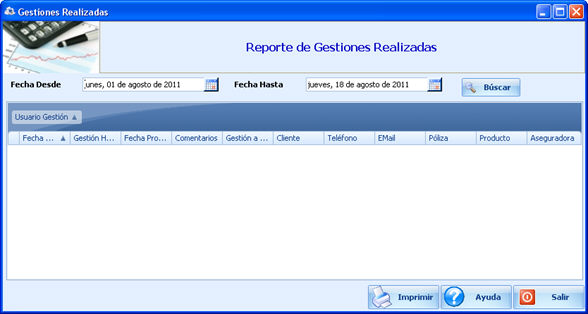 Gestiones Realizadas
Reporte de Gestiones Realizadas
Fecha Desde unes, 01 de agosto de 2011 Fecha Hasta jueves, 18 de agosto de 2011 Búscar
Usuario Gestión
Fecha ... Gestión H... Fecha Pro... Comentarios Gestión a ... Cliente Teléfono EMail Póliza Producto Aseguradora
Imprimir Ayuda Salir